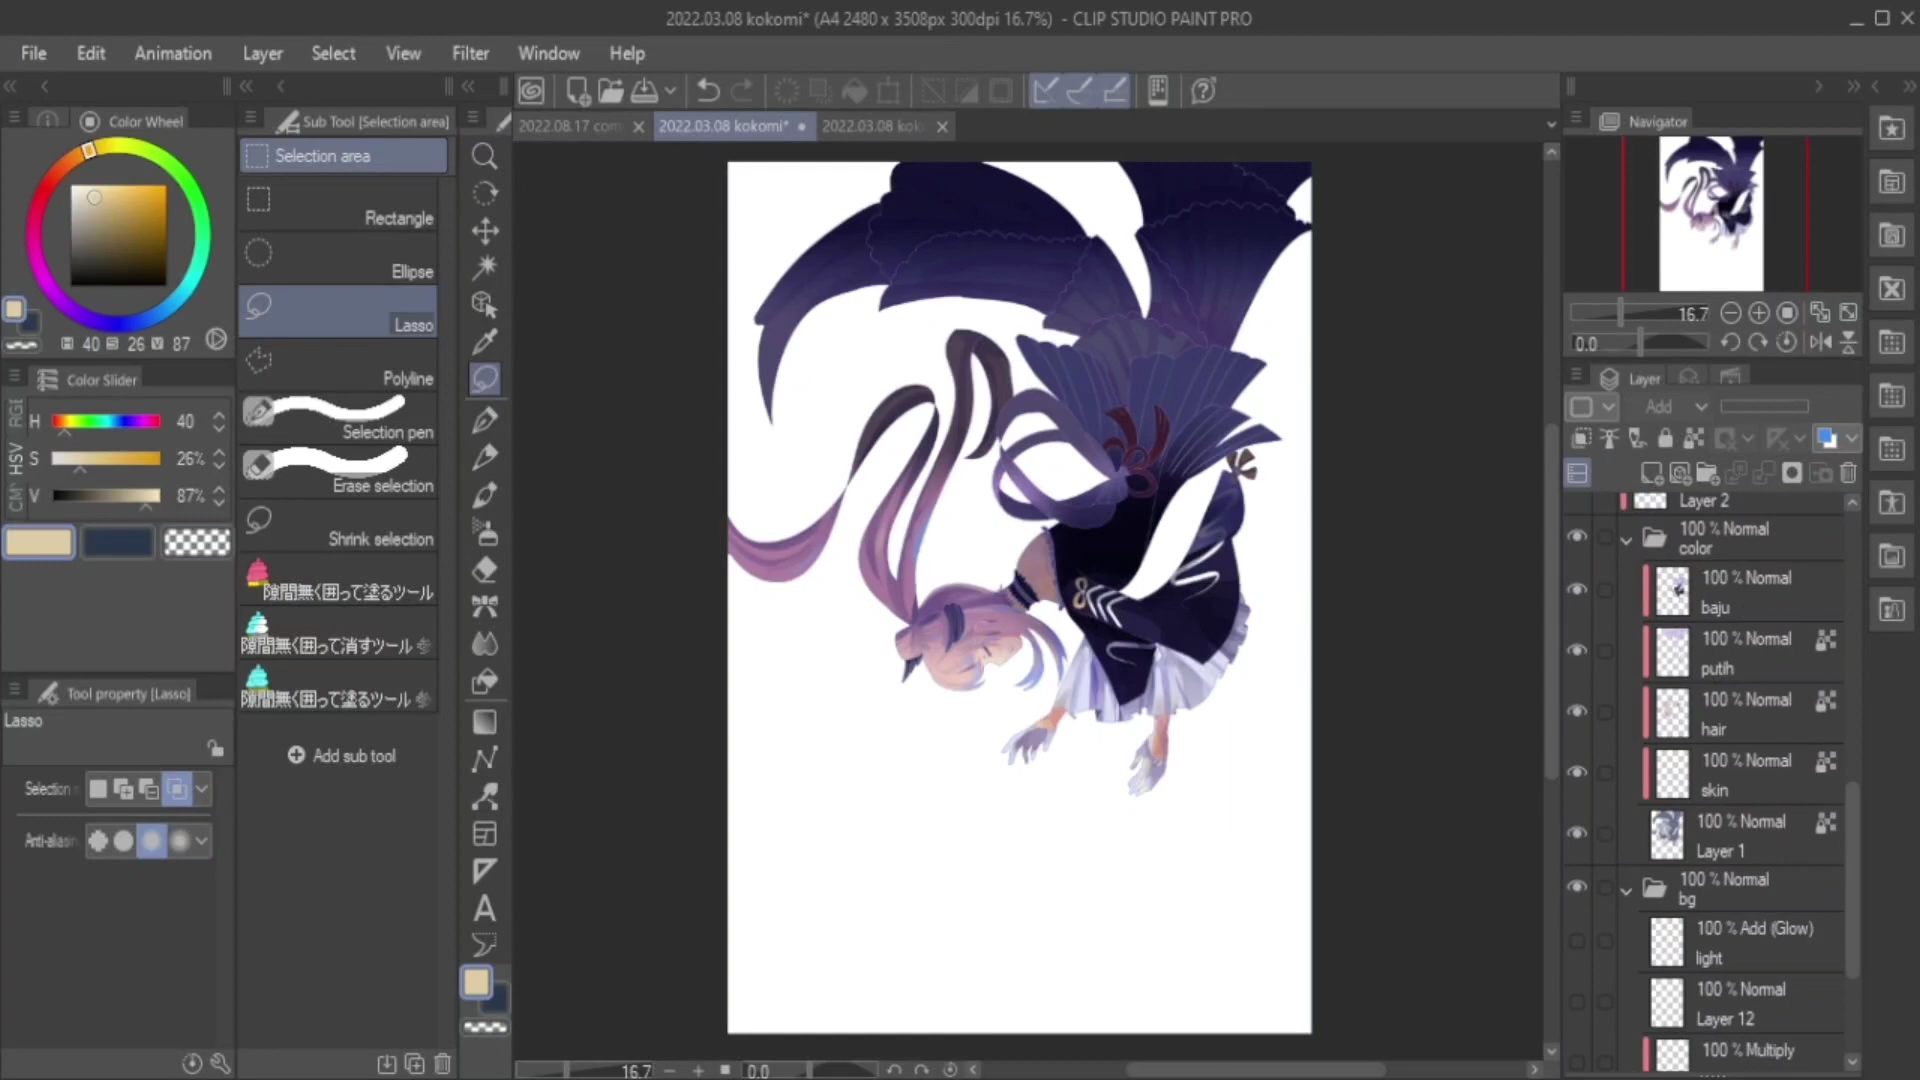 2022.03.08 kokomi* (A4 2480 x 3508px 300dpi 16.7%) - CLIP STUDIO PAINT PRO
File Edit Animation Layer Select View Filter Window Help
Color Wheel
Sub Tool [Selection area]
2022.08.17 com
2022.03.08 kokomi*
2022.03.08 kok
Navigator
Selection area
Rectangle
Ellipse
Lasso
Polyline
Selection pen
Erase selection
Shrink selection
隙間無く囲って塗るツール
隙間無く囲って消すツール
隙間無く囲って塗るツール
Add sub tool
H 40 S 26 V 87
Color Slider
HSV
H 40
S 26%
V 87%
Tool property [Lasso]
Lasso
Selection
Anti-alias
16.7
0.0
16.7
0.0
Layer
Add
Layer 2
100 % Normal
color
100 % Normal
baju
100 % Normal
putih
100 % Normal
hair
100 % Normal
skin
100 % Normal
Layer 1
100 % Normal
bg
100 % Add (Glow)
light
100 % Normal
Layer 12
100 % Multiply